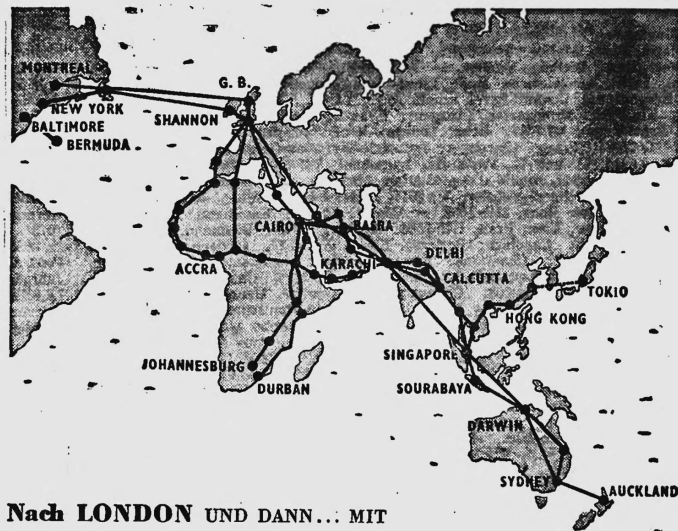 MONTREAL
G. B.
NEW YORK
SHANNON
BALTIMORE
BERMUDA
CAIRO
BASRA
DELHI
ACCRA
KARACHI
CALCUTTA
TOKIO
HONG KONG
SINGAPORE
JOHANNESBURG
DURBAN
SOURABAYA
DARWIN
SYDNEY
AUCKLAND
Nach LONDON UND DANN... MIT